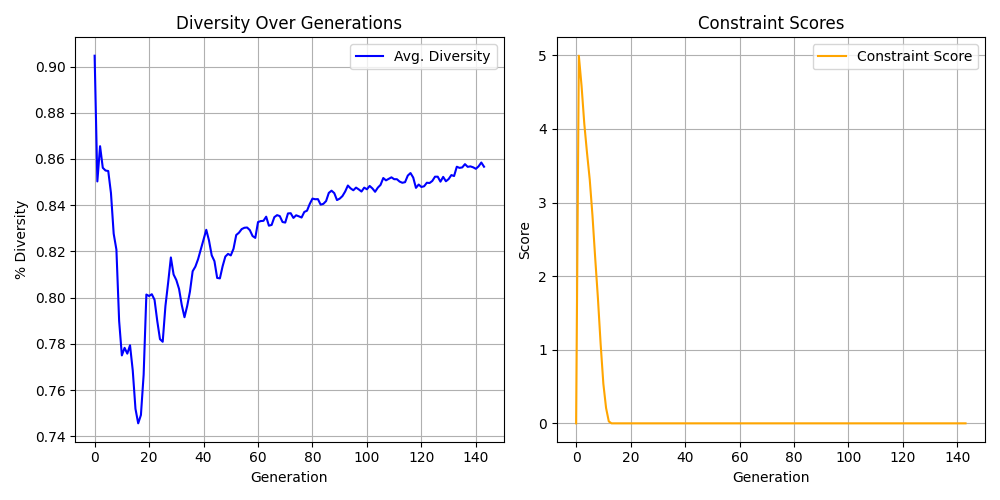 Diversity Over Generations
Avg. Diversity
% Diversity
0.90
0.88
0.86
0.84
0.82
0.80
0.78
0.76
0.74
0 20 40 60 80 100 120 140
Generation
Constraint Scores
Constraint Score
Score
5
4
3
2
1
0
0 20 40 60 80 100 120 140
Generation